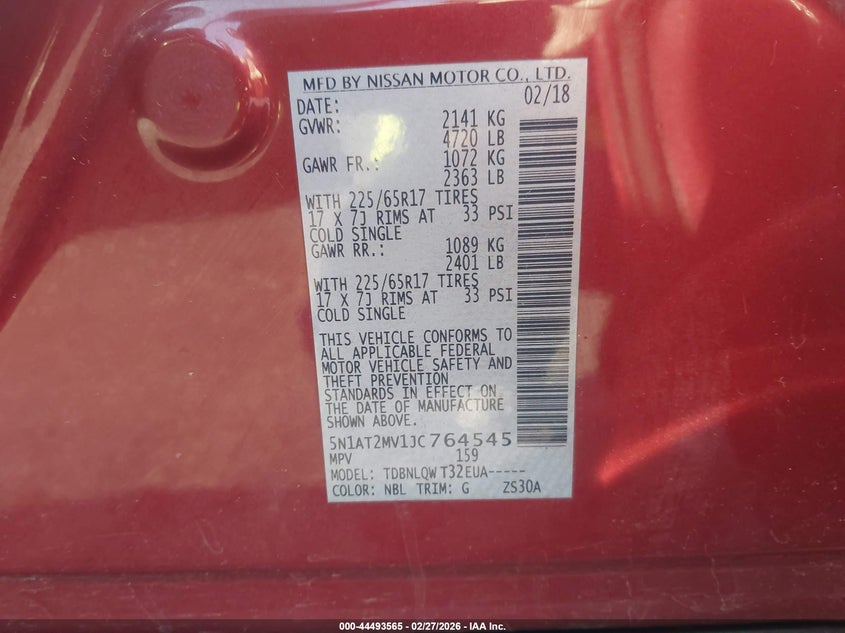 MFD BY NISSAN MOTOR CO., LTD.
DATE: 02/18
GVWR: 2141 KG
4720 LB
GAWR FR.: 1072 KG
2363 LB
WITH 225/65R17 TIRES
17 X 7J RIMS AT 33 PSI
COLD SINGLE
GAWR RR.: 1089 KG
2401 LB
WITH 225/65R17 TIRES
17 X 7J RIMS AT 33 PSI
COLD SINGLE
THIS VEHICLE CONFORMS TO
ALL APPLICABLE FEDERAL
MOTOR VEHICLE SAFETY AND
THEFT PREVENTION
STANDARDS IN EFFECT ON
THE DATE OF MANUFACTURE
SHOWN ABOVE.
5N1AT2MV1JC764545
MPV 159
MODEL: TDBNLQW T32EUA-----
COLOR: NBL TRIM: G ZS30A
000-44493565 - 02/27/2026 - IAA Inc.